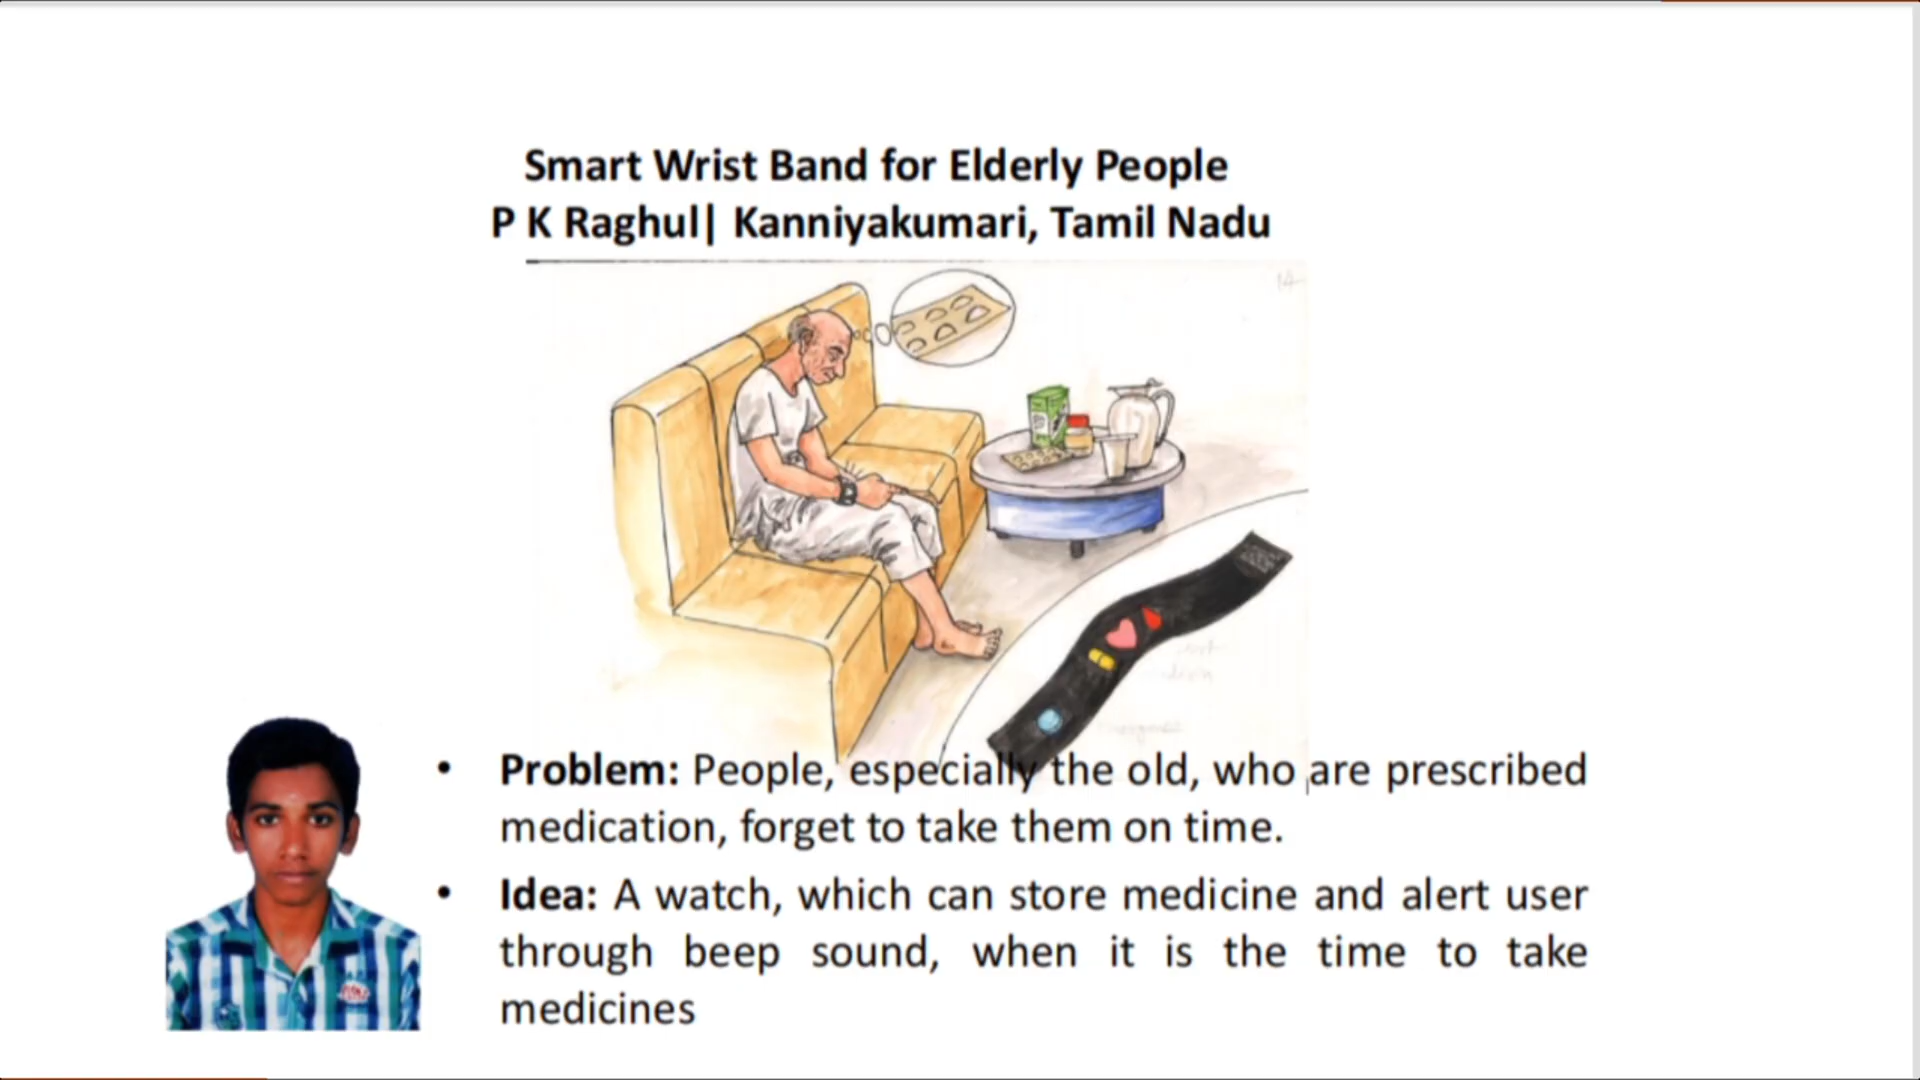 Smart Wrist Band for Elderly People
P K Raghul| Kanniyakumari, Tamil Nadu
14
• Problem: People, especially the old, who are prescribed
medication, forget to take them on time.
• Idea: A watch, which can store medicine and alert user
through beep sound, when it is the time to take
medicines